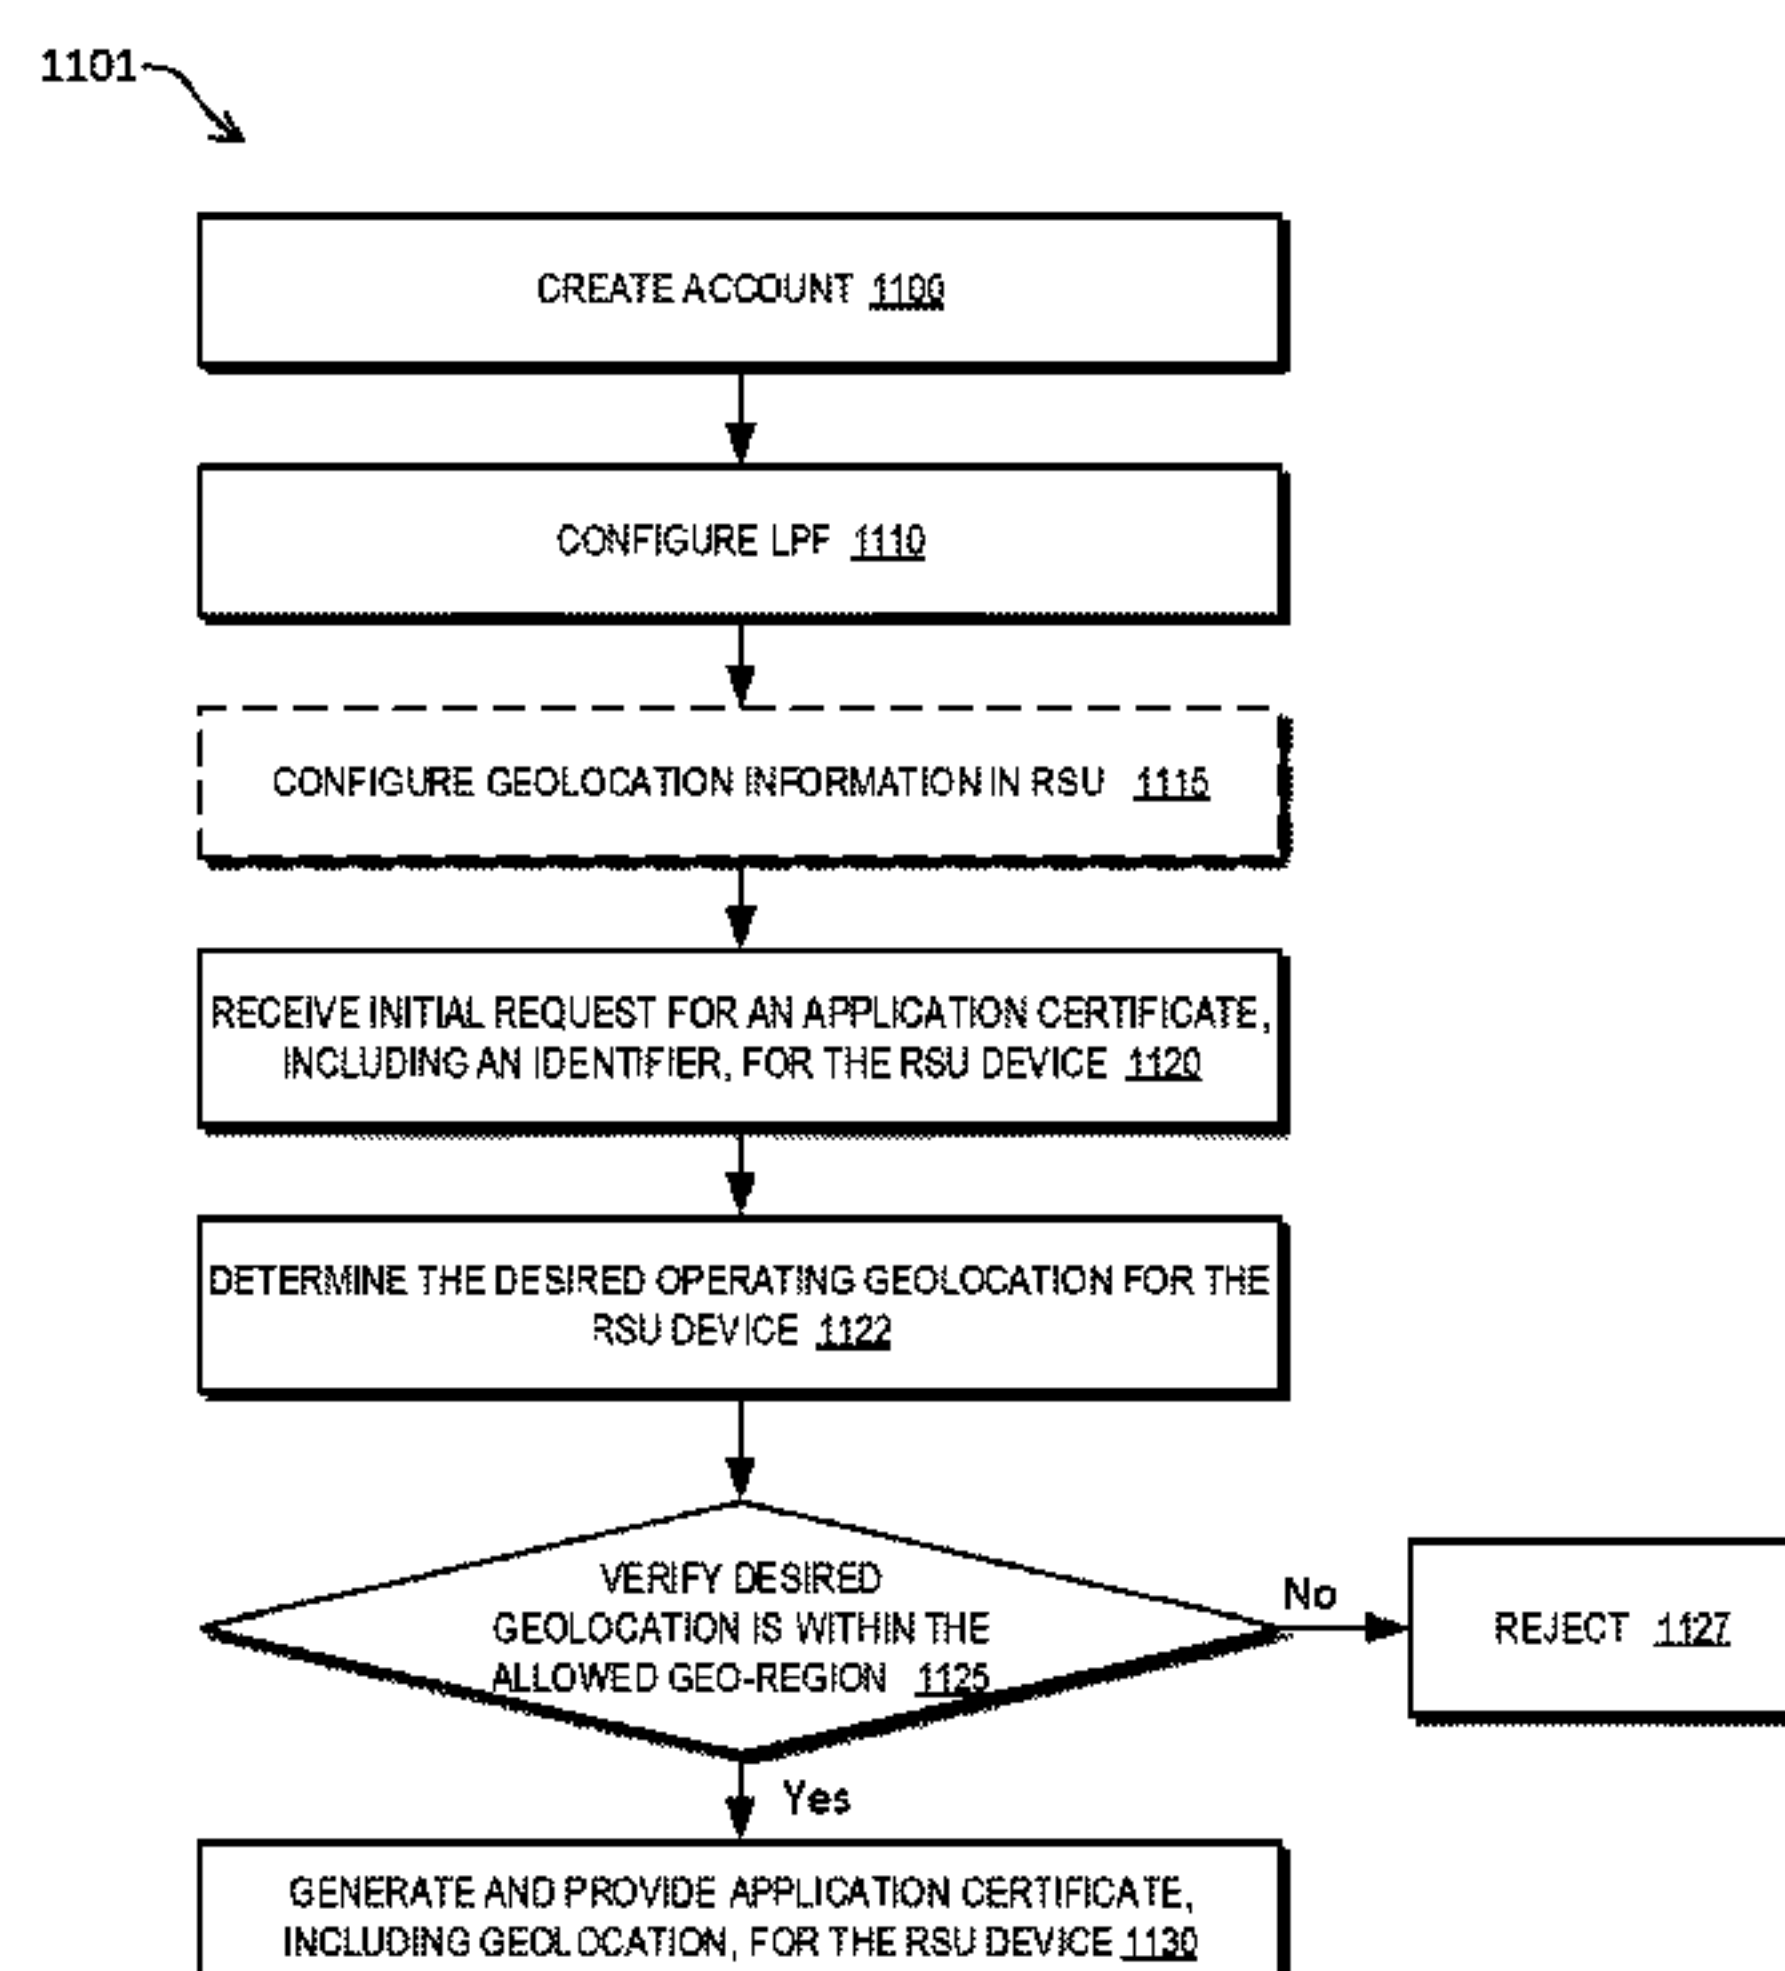 1101
CREATE ACCOUNT 1100
CONFIGURE LPF 1110
CONFIGURE GEOLOCATION INFORMATION IN RSU 1115
RECEIVE INITIAL REQUEST FOR AN APPLICATION CERTIFICATE,
INCLUDING AN IDENTIFIER, FOR THE RSU DEVICE 1120
DETERMINE THE DESIRED OPERATING GEOLOCATION FOR THE
RSU DEVICE 1122
VERIFY DESIRED
GEOLOCATION IS WITHIN THE
ALLOWED GEO-REGION 1125
No
REJECT 1127
Yes
GENERATE AND PROVIDE APPLICATION CERTIFICATE,
INCLUDING GEOLOCATION, FOR THE RSU DEVICE 1130